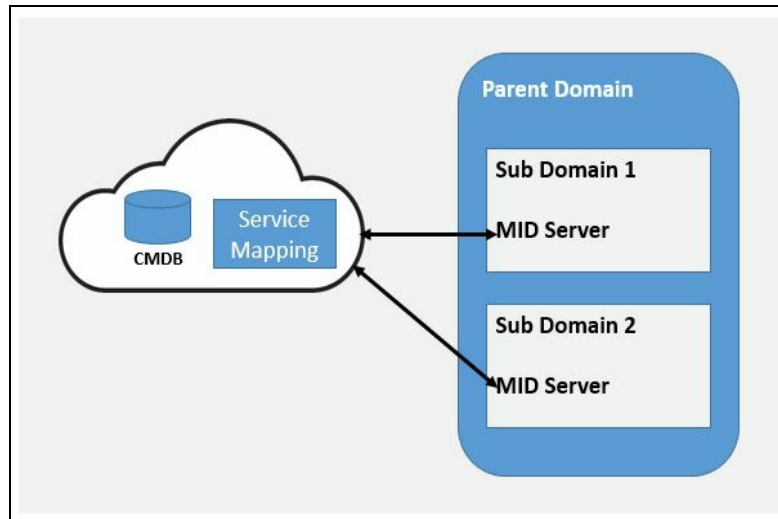 CMDB
Service
Mapping
Parent Domain
Sub Domain 1
MID Server
Sub Domain 2
MID Server